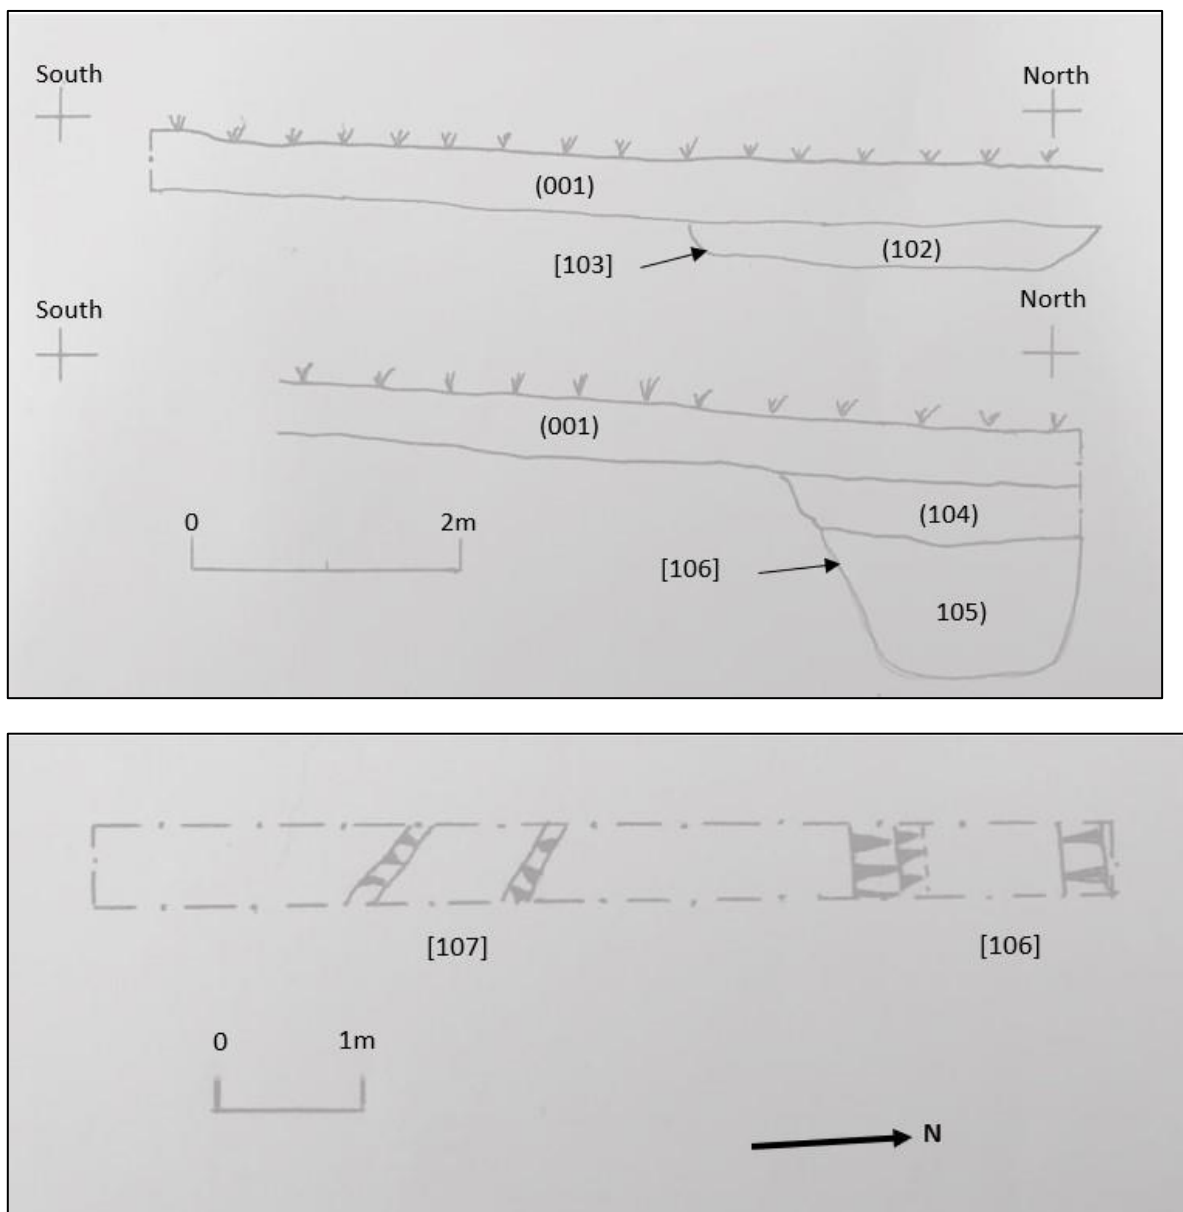 South
North
(001)
(102)
[103]
South
North
(001)
0 2m
(104)
[106]
105)
[107] [106]
0 1m
N